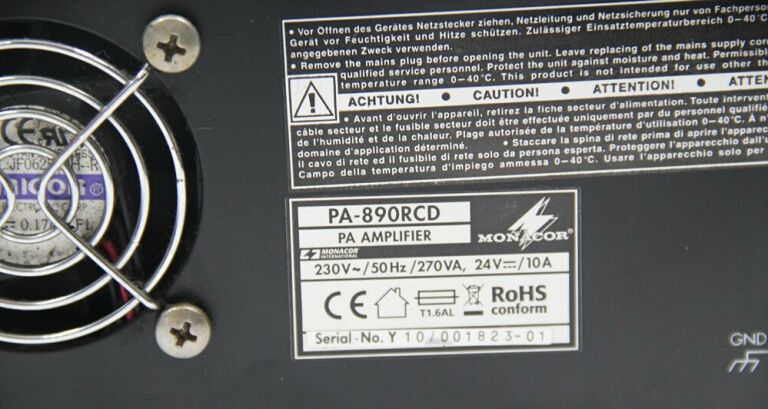 • Vor Öffnen des Gerätes Netzstecker ziehen, Netzleitung und Netzsicherung nur von Fachperso
Gerät vor Feuchtigkeit und Hitze schützen. Zulässiger Einsatztemperaturbereich 0–40°C
angegebenen Zweck verwenden.
• Remove the mains plug before opening the unit. Leave replacing of the mains supply cor
qualified service personnel. Protect the unit against moisture and heat. Permissib
temperature range 0–40°C. This product is not intended for use other th
ACHTUNG! • CAUTION! • ATTENTION! • ATTEN
• Avant d'ouvrir l'appareil, retirez la fiche secteur d'alimentation. Toute intervent
câble secteur et le fusible secteur doit être effectuée uniquement par du personnel qualifié
de l'humidité et de la chaleur. Plage autorisée de la température d'utilisation 0–40°C. A n'
domaine d'application déterminé. • Staccare la spina rete prima di aprire l'apparecc
il cavo di rete ed il fusibile di rete solo da persona esperta. Proteggere l'apparecchio dall'u
Campo della temperatura d'impiego ammessa 0–40°C. Usare l'apparecchio solo per
CE
NICOR
ELECTRONIC CORP
PA-890RCD
PA AMPLIFIER
MONACOR®
MONACOR
INTERNATIONAL
230V~/50Hz/270VA, 24V⎓/10A
CE
T1.6AL
RoHS
conform
Serial-No. Y 10/001823-01
GND